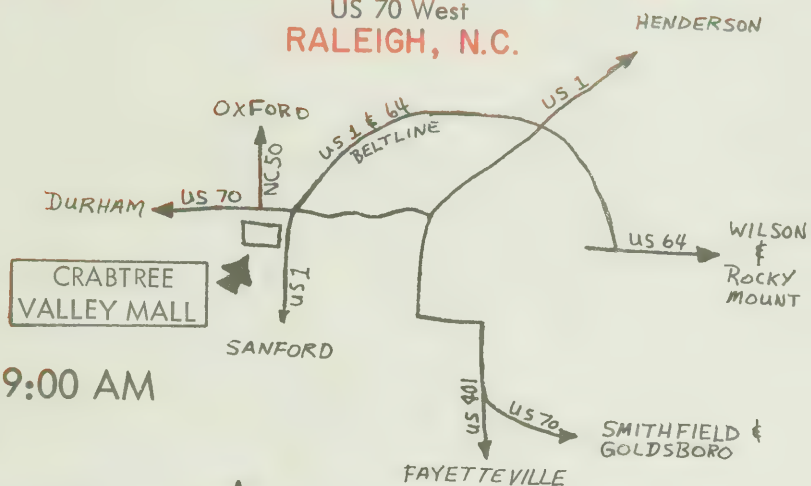 US 70 West
RALEIGH, N.C.
HENDERSON
OXFORD
US 1
US 1 & 64
BELTLINE
NC 50
DURHAM
US 70
WILSON
&
ROCKY
MOUNT
US 64
CRABTREE
VALLEY MALL
US 1
SANFORD
9:00 AM
US 401
US 70
SMITHFIELD &
GOLDSBORO
FAYETTEVILLE